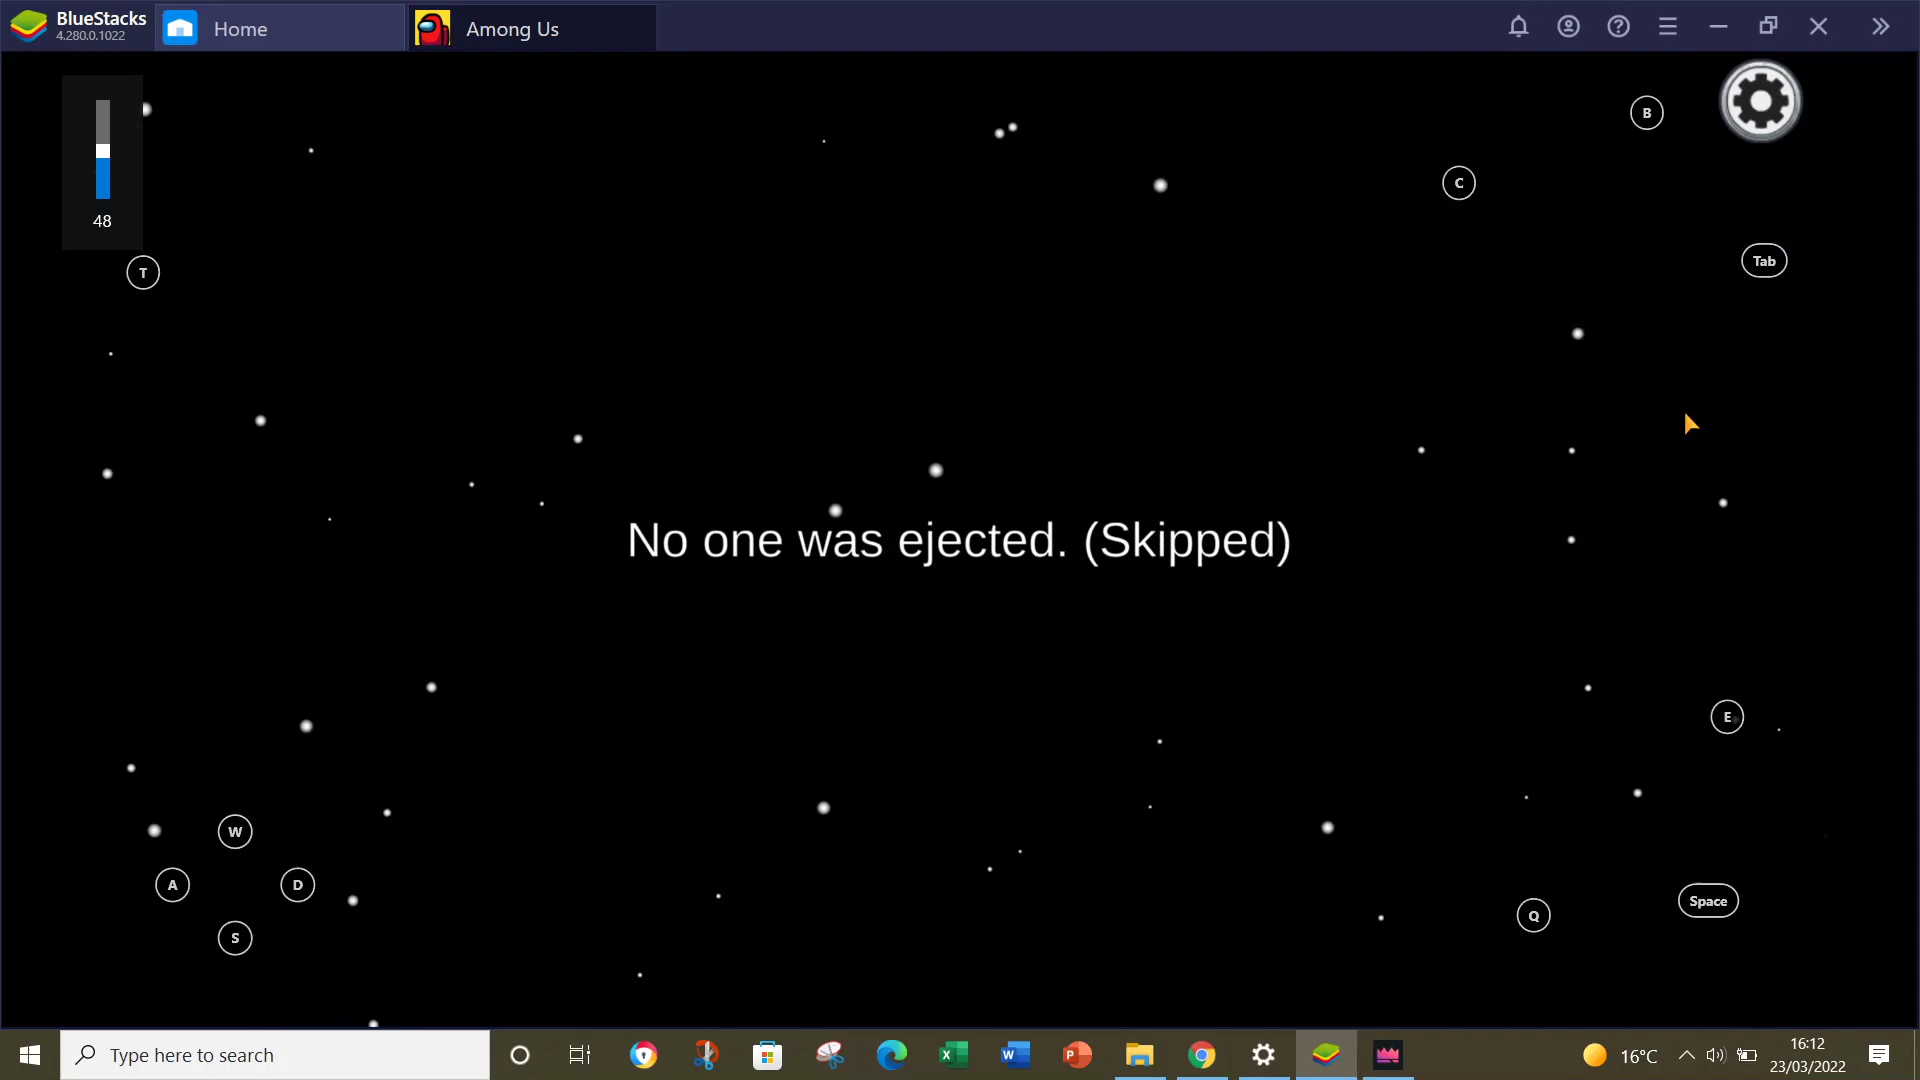 BlueStacks
4.280.0.1022
Home
Among Us
48
B
C
T
Tab
No one was ejected. (Skipped)
E
W
A
D
S
Q
Space
Type here to search
16°C
16:12
23/03/2022